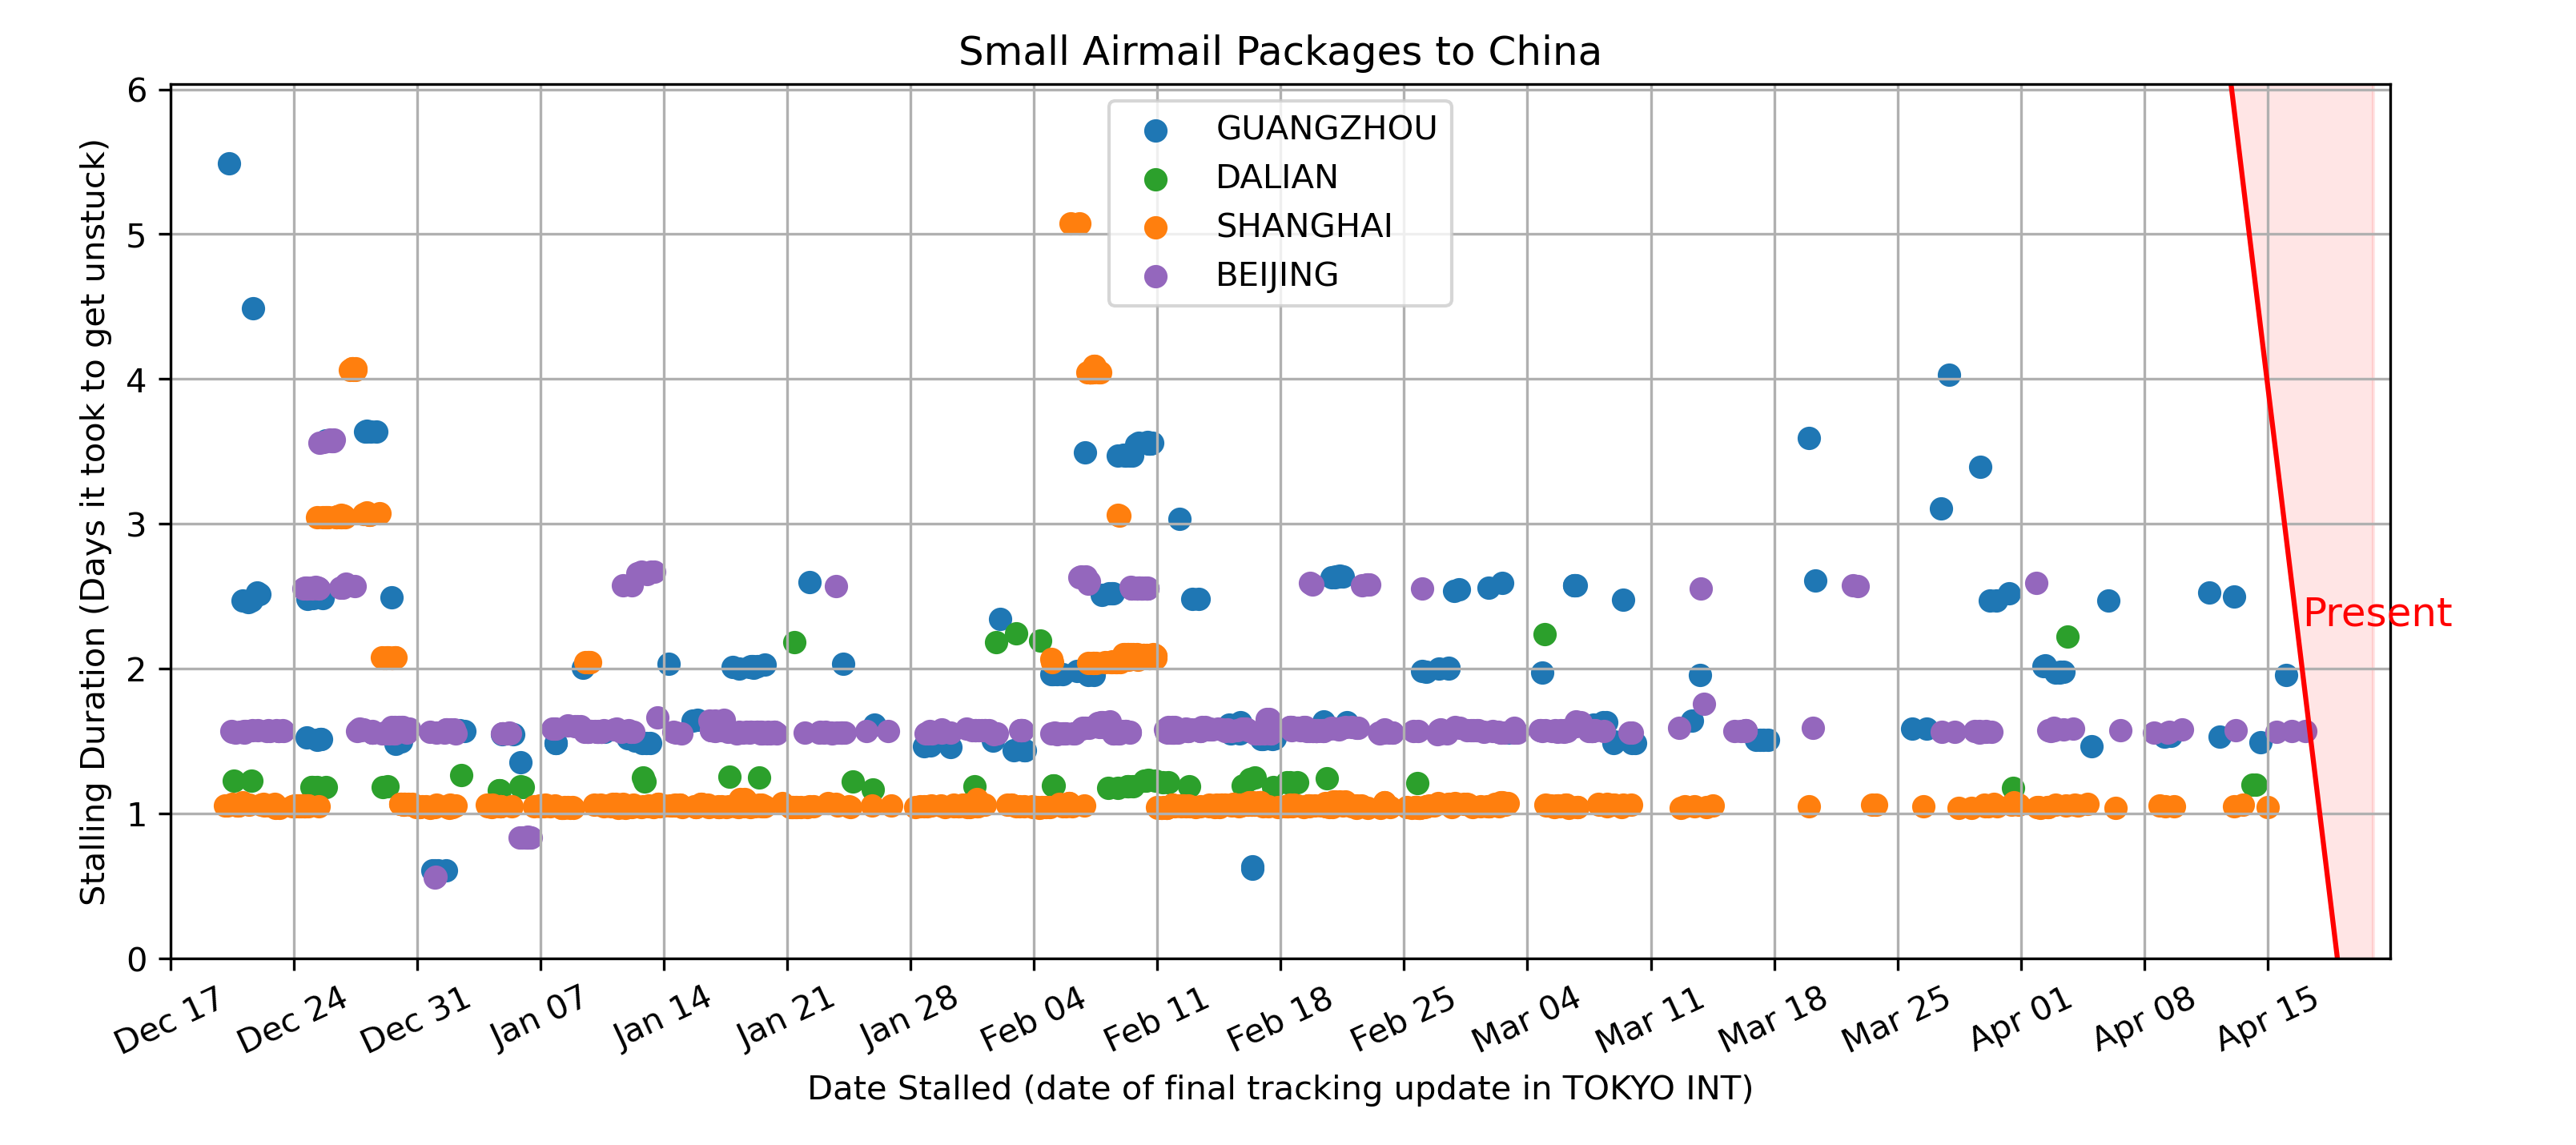 Small Airmail Packages to China
Stalling Duration (Days it took to get unstuck)
6
5
4
3
2
1
0
GUANGZHOU
DALIAN
SHANGHAI
BEIJING
Present
Dec 17
Dec 24
Dec 31
Jan 07
Jan 14
Jan 21
Jan 28
Feb 04
Feb 11
Feb 18
Feb 25
Mar 04
Mar 11
Mar 18
Mar 25
Apr 01
Apr 08
Apr 15
Date Stalled (date of final tracking update in TOKYO INT)